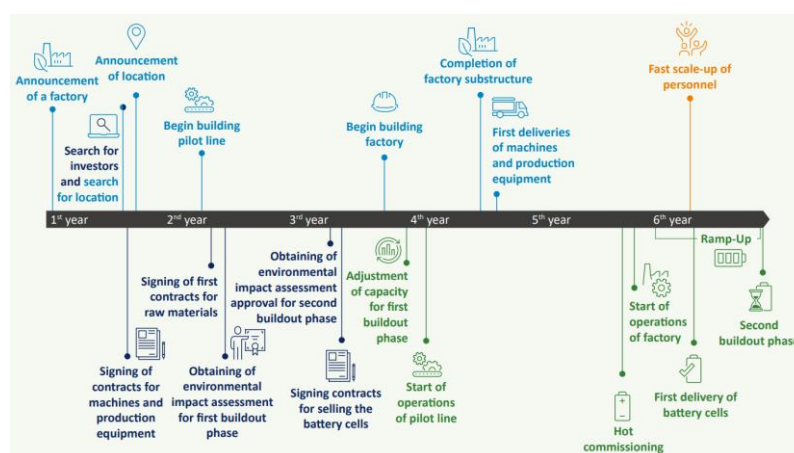 Announcement
of a factory
Announcement
of location
Search for
investors
and search
for location
Begin building
pilot line
Begin building
factory
Completion of
factory substructure
First deliveries
of machines
and production
equipment
Fast scale-up of
personnel
1st year
2nd year
3rd year
4th year
5th year
6th year
Ramp-Up
Signing of
contracts for
machines and
production
equipment
Signing of first
contracts for
raw materials
Obtaining of
environmental
impact assessment
for first buildout
phase
Obtaining of
environmental
impact assessment
approval for second
buildout phase
Signing contracts
for selling the
battery cells
Adjustment
of capacity
for first
buildout
phase
Start of
operations
of pilot line
Hot
commissioning
Start of
operations
of factory
First delivery of
battery cells
Second
buildout phase